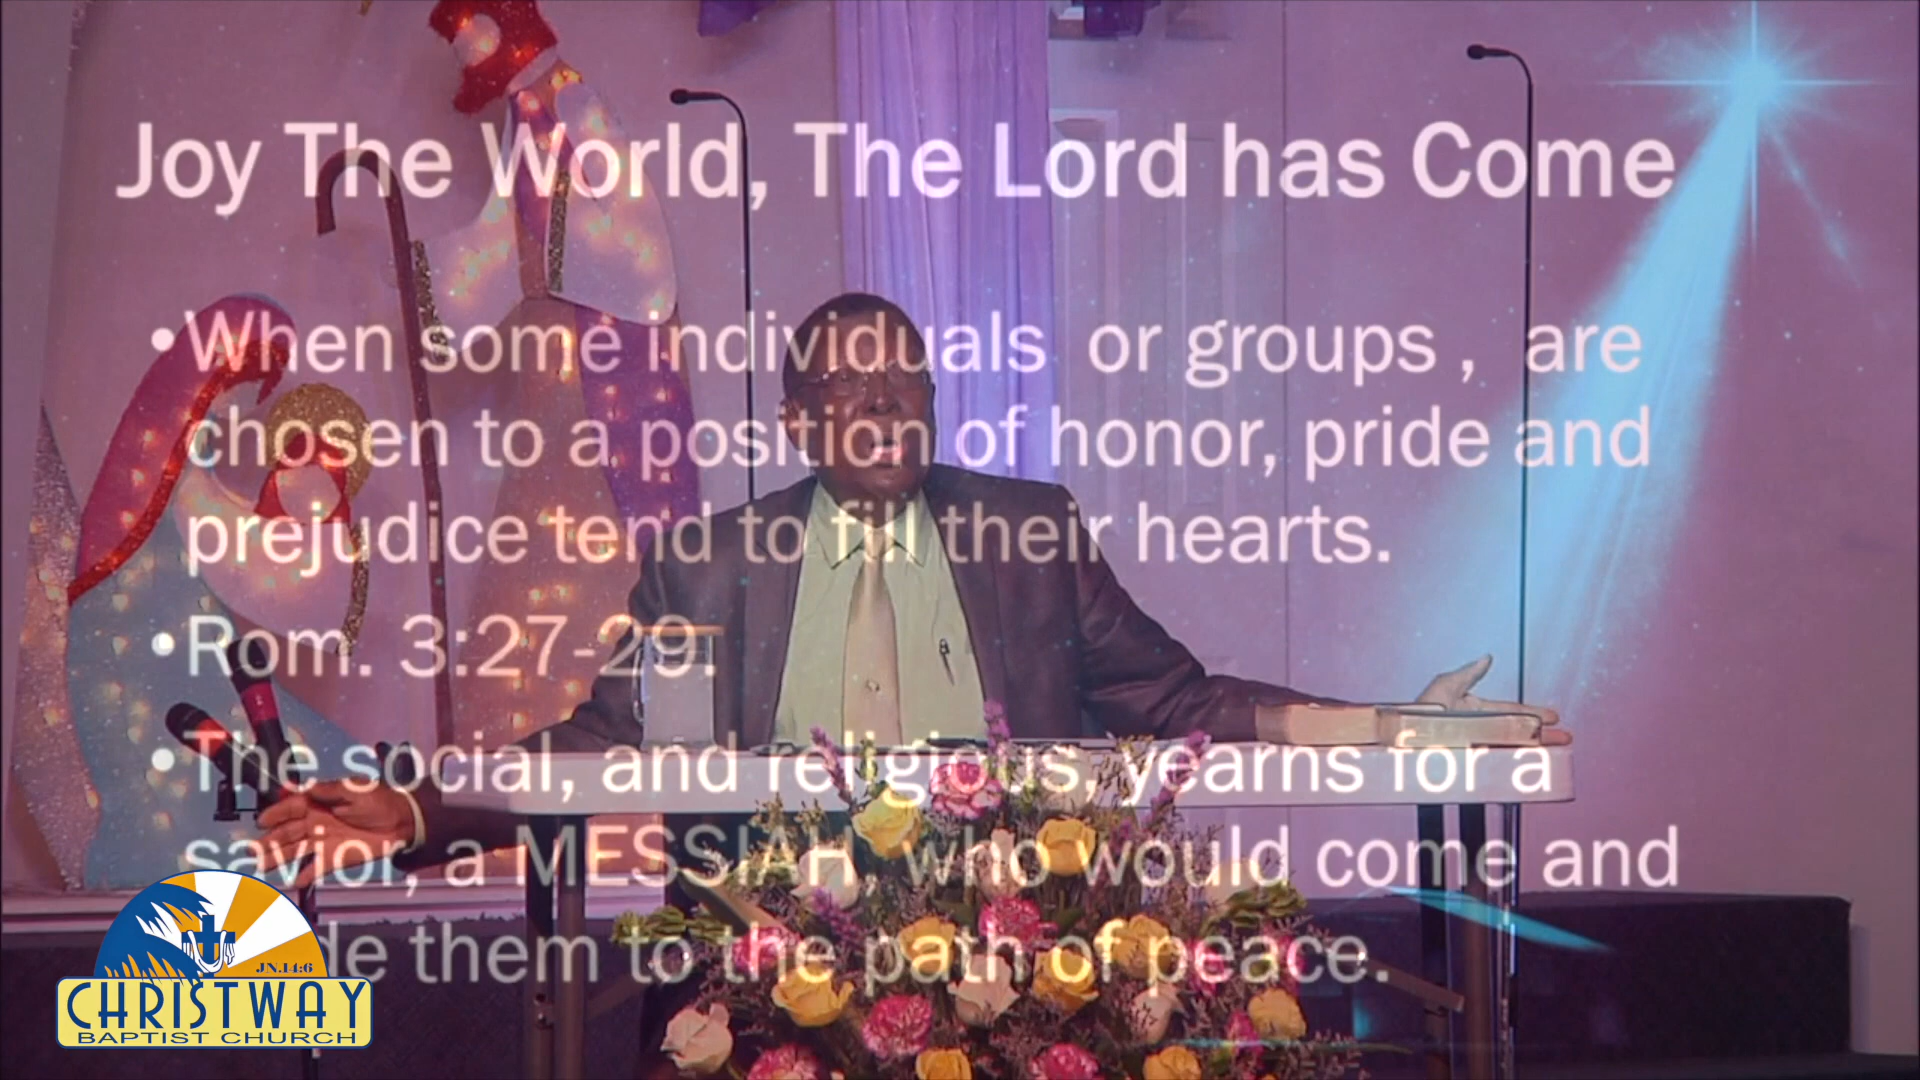 Joy The World, The Lord has Come
•When some individuals or groups , are
chosen to a position of honor, pride and
prejudice tend to fill their hearts.
•Rom. 3:27-29.
•The social, and religious, yearns for a
savior, a MESSIAH, who would come and
de them to the path of peace.
JN.14:6
CHRISTWAY
BAPTIST CHURCH